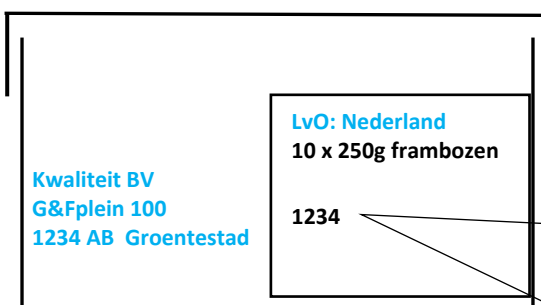 LvO: Nederland
10 x 250g frambozen
1234
Kwaliteit BV
G&Fplein 100
1234 AB Groentestad